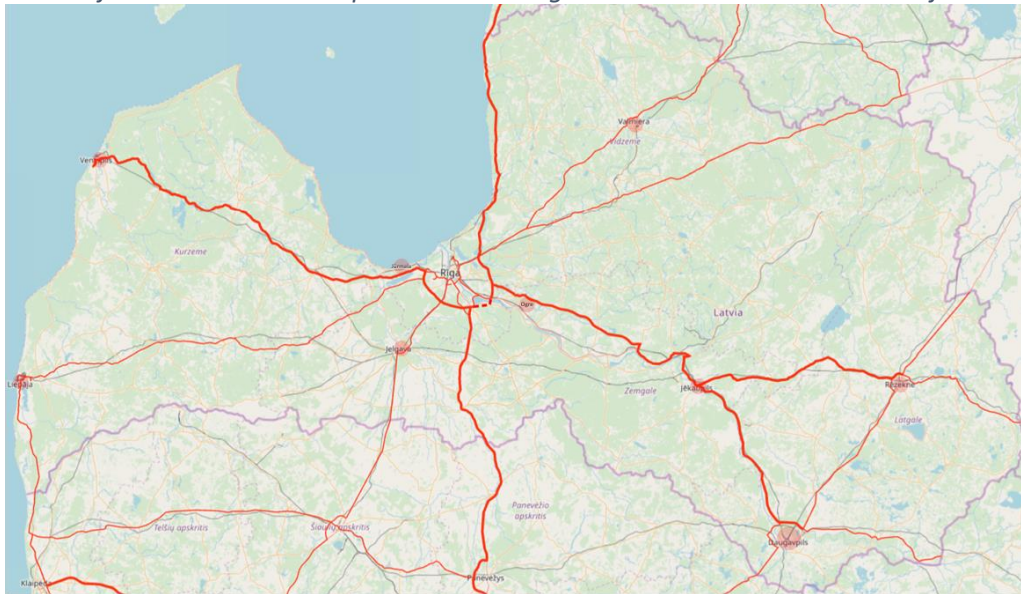 Valmiera
Vidzeme
Ventspils
Kurzeme
Rīga
Ogre
Latvia
Jelgava
Liepāja
Jēkabpils
Rēzekne
Zemgale
Latgale
Panevėžio
apskritis
Telšių apskritis
Šiaulių apskritis
Daugavpils
Panevėžys
Klaipėda